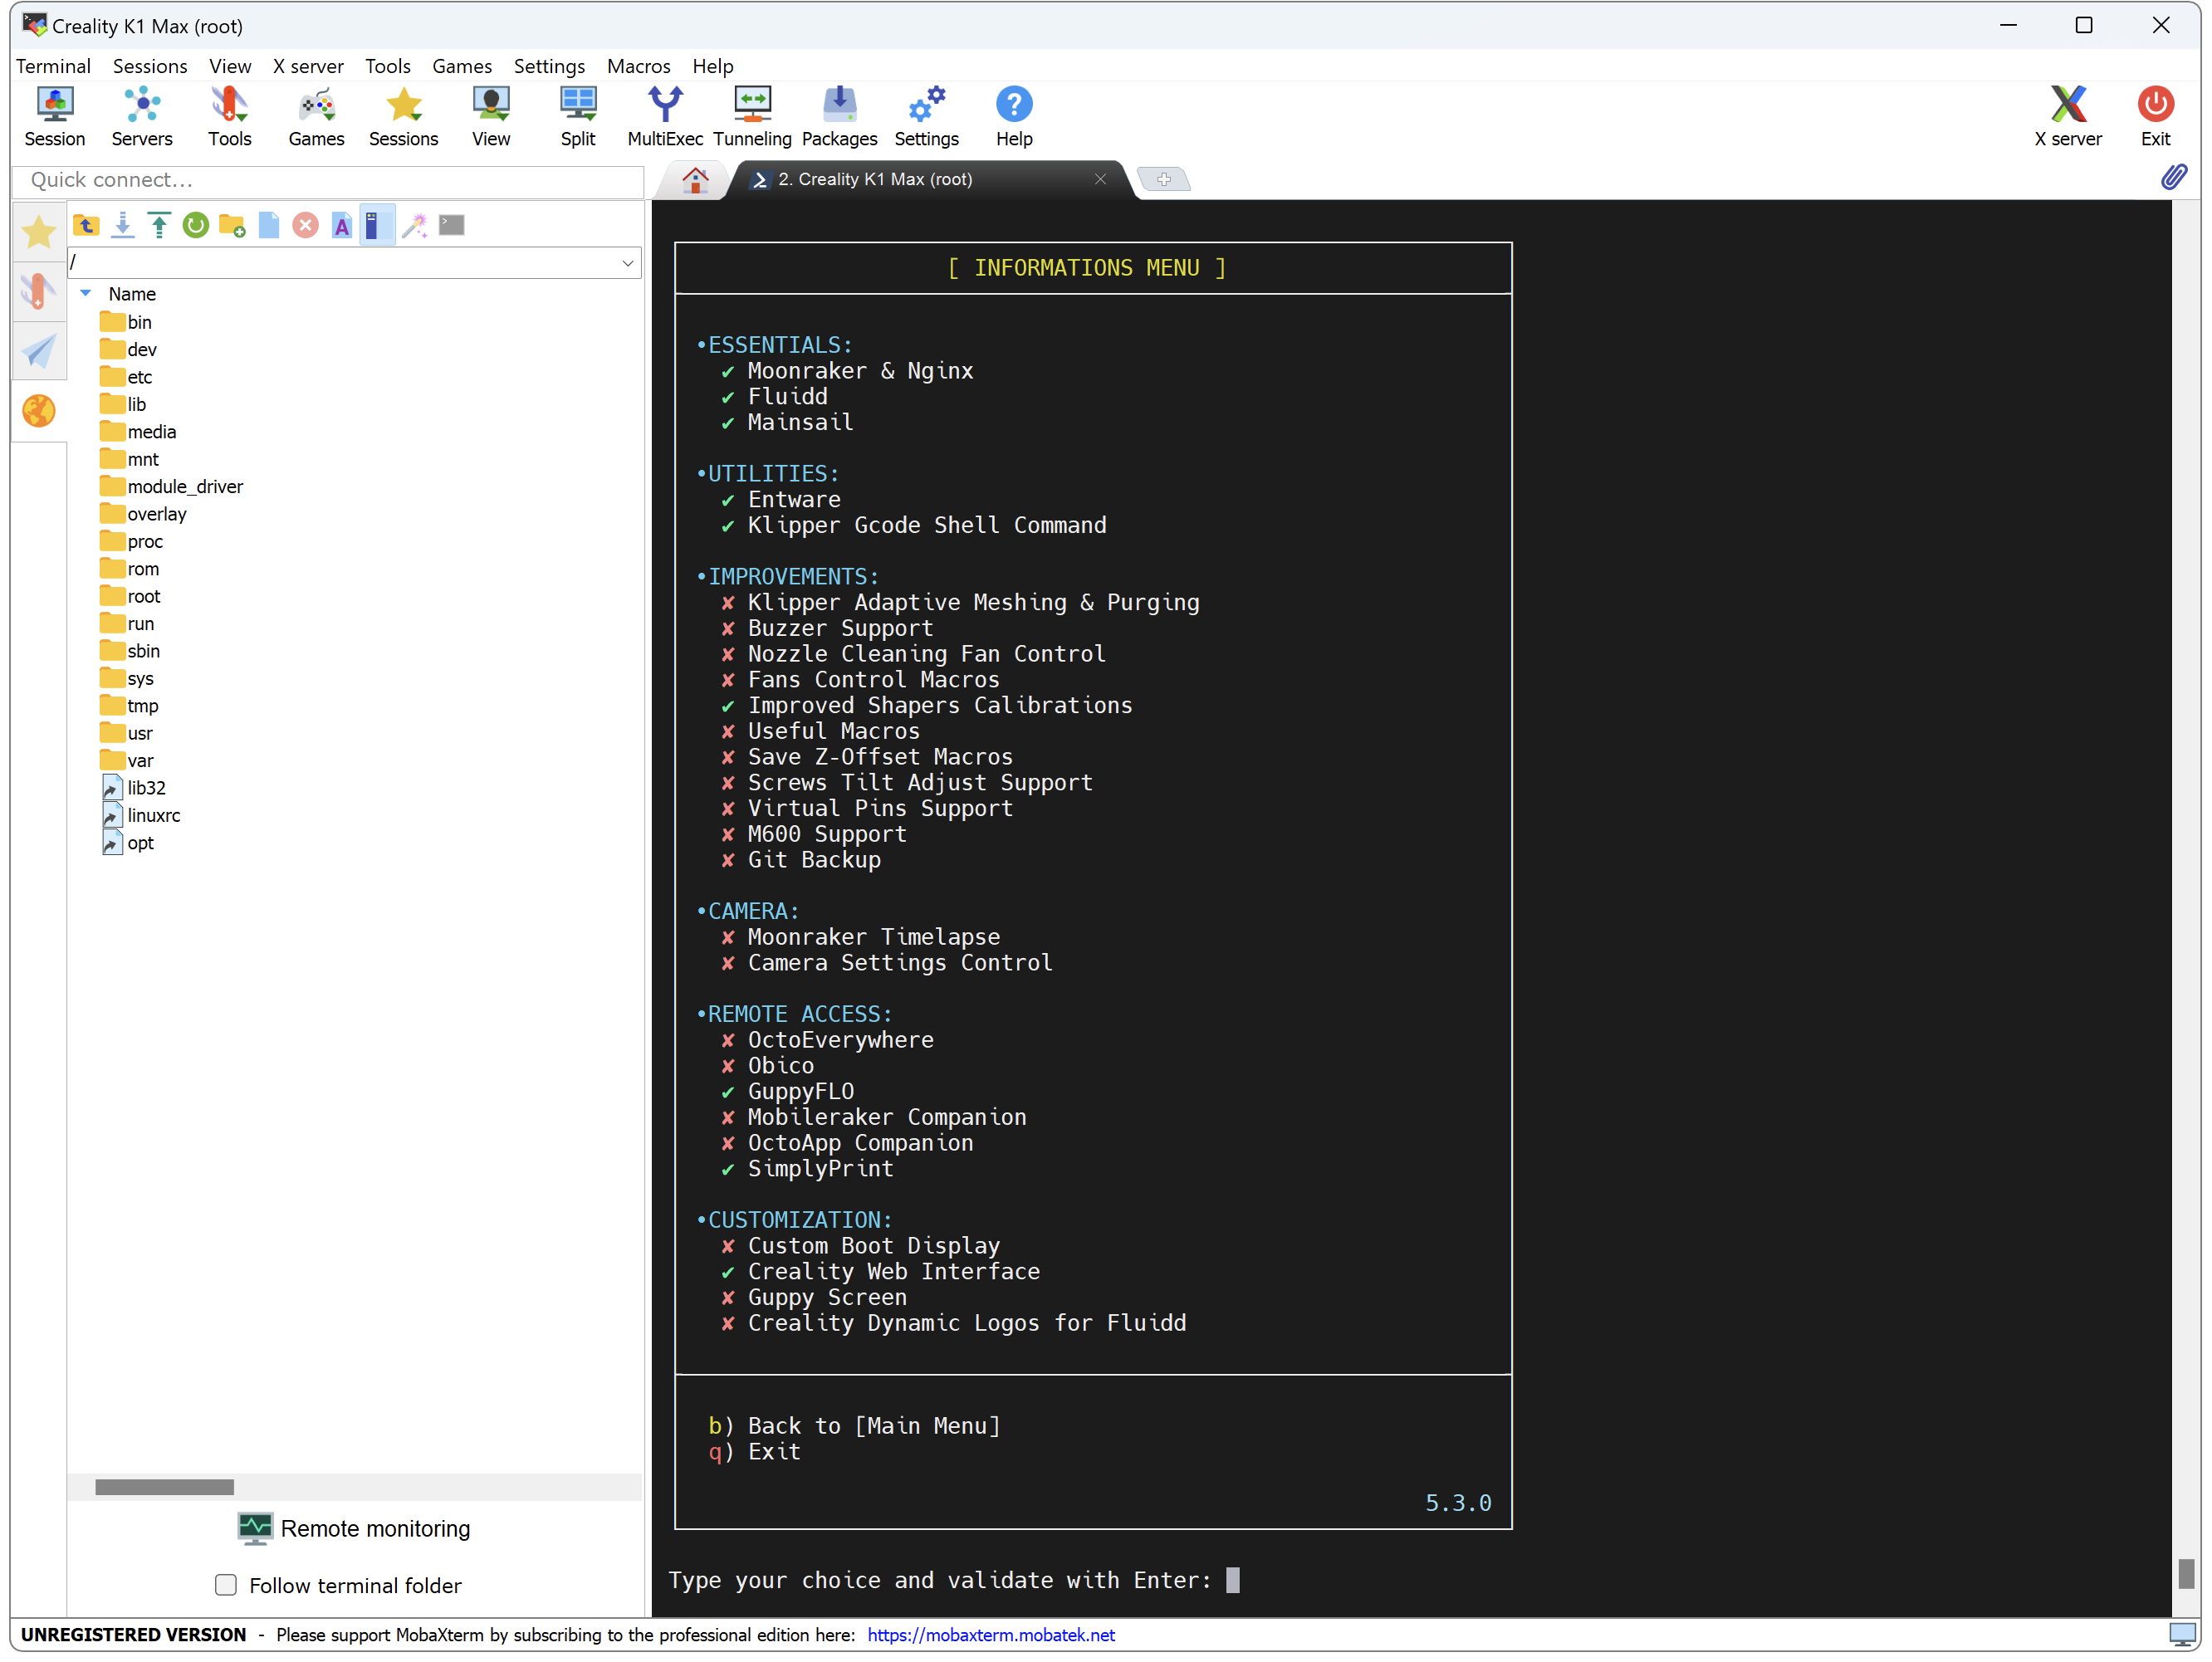 Creality K1 Max (root)
Terminal Sessions View X server Tools Games Settings Macros Help
Session Servers Tools Games Sessions View Split MultiExec Tunneling Packages Settings Help X server Exit
Quick connect...
2. Creality K1 Max (root)
/
Name
bin
dev
etc
lib
media
mnt
module_driver
overlay
proc
rom
root
run
sbin
sys
tmp
usr
var
lib32
linuxrc
opt
Remote monitoring
Follow terminal folder
[ INFORMATIONS MENU ]
•ESSENTIALS:
✔ Moonraker & Nginx
✔ Fluidd
✔ Mainsail
•UTILITIES:
✔ Entware
✔ Klipper Gcode Shell Command
•IMPROVEMENTS:
✘ Klipper Adaptive Meshing & Purging
✘ Buzzer Support
✘ Nozzle Cleaning Fan Control
✘ Fans Control Macros
✔ Improved Shapers Calibrations
✘ Useful Macros
✘ Save Z-Offset Macros
✘ Screws Tilt Adjust Support
✘ Virtual Pins Support
✘ M600 Support
✘ Git Backup
•CAMERA:
✘ Moonraker Timelapse
✘ Camera Settings Control
•REMOTE ACCESS:
✘ OctoEverywhere
✘ Obico
✔ GuppyFLO
✘ Mobileraker Companion
✘ OctoApp Companion
✔ SimplyPrint
•CUSTOMIZATION:
✘ Custom Boot Display
✔ Creality Web Interface
✘ Guppy Screen
✘ Creality Dynamic Logos for Fluidd
b) Back to [Main Menu]
q) Exit
5.3.0
Type your choice and validate with Enter:
UNREGISTERED VERSION - Please support MobaXterm by subscribing to the professional edition here: https://mobaxterm.mobatek.net